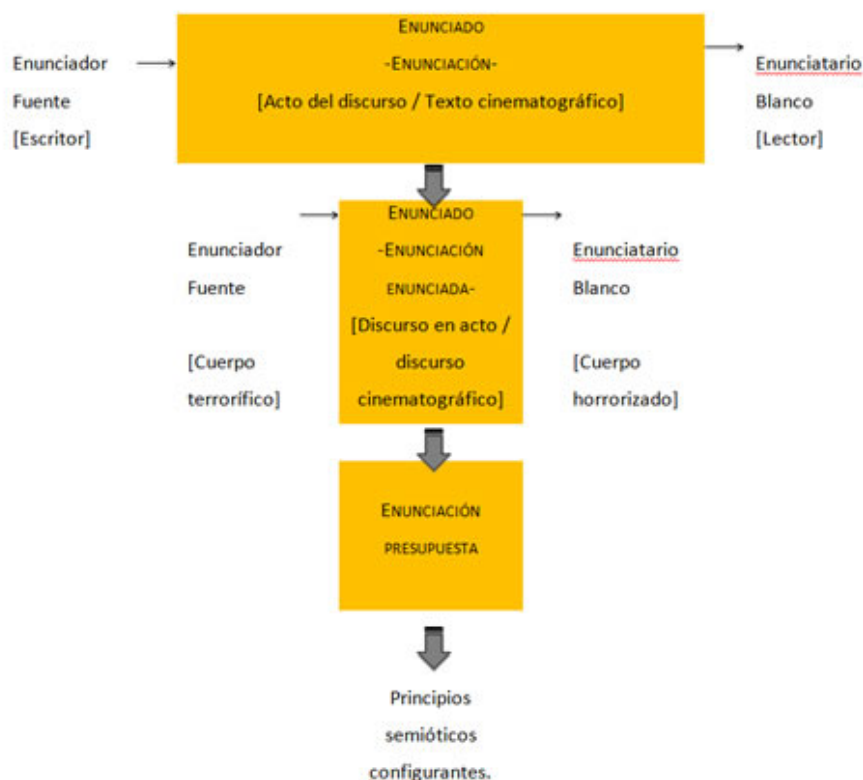 ENUNCIADO
Enunciador
-ENUNCIACIÓN-
Enunciatario
Fuente
[Acto del discurso / Texto cinematográfico]
Blanco
[Escritor]
[Lector]
ENUNCIADO
Enunciador
-ENUNCIACIÓN
Enunciatario
Fuente
ENUNCIADA-
Blanco
[Discurso en acto /
[Cuerpo
discurso
[Cuerpo
terrorífico]
cinematográfico]
horrorizado]
ENUNCIACIÓN
PRESUPUESTA
Principios
semióticos
configurantes.